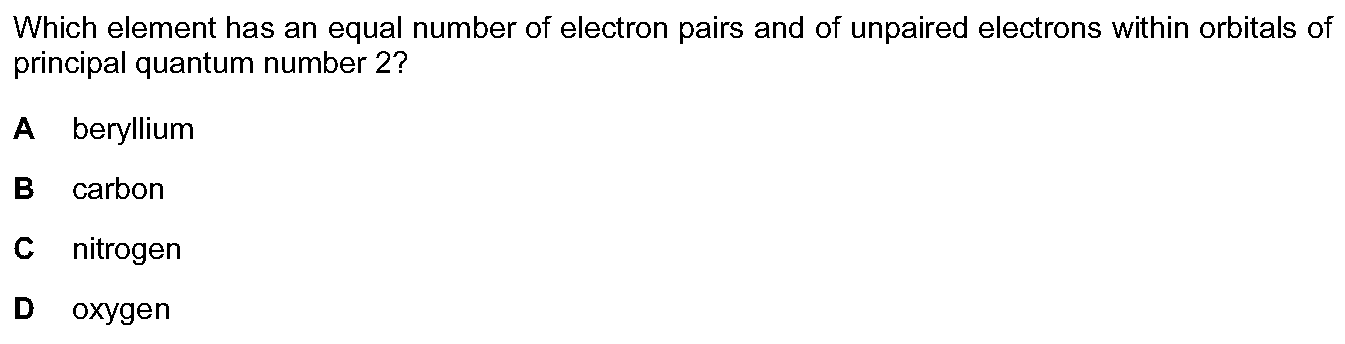 Which element has an equal number of electron pairs and of unpaired electrons within orbitals of
principal quantum number 2?
A beryllium
B carbon
C nitrogen
D oxygen